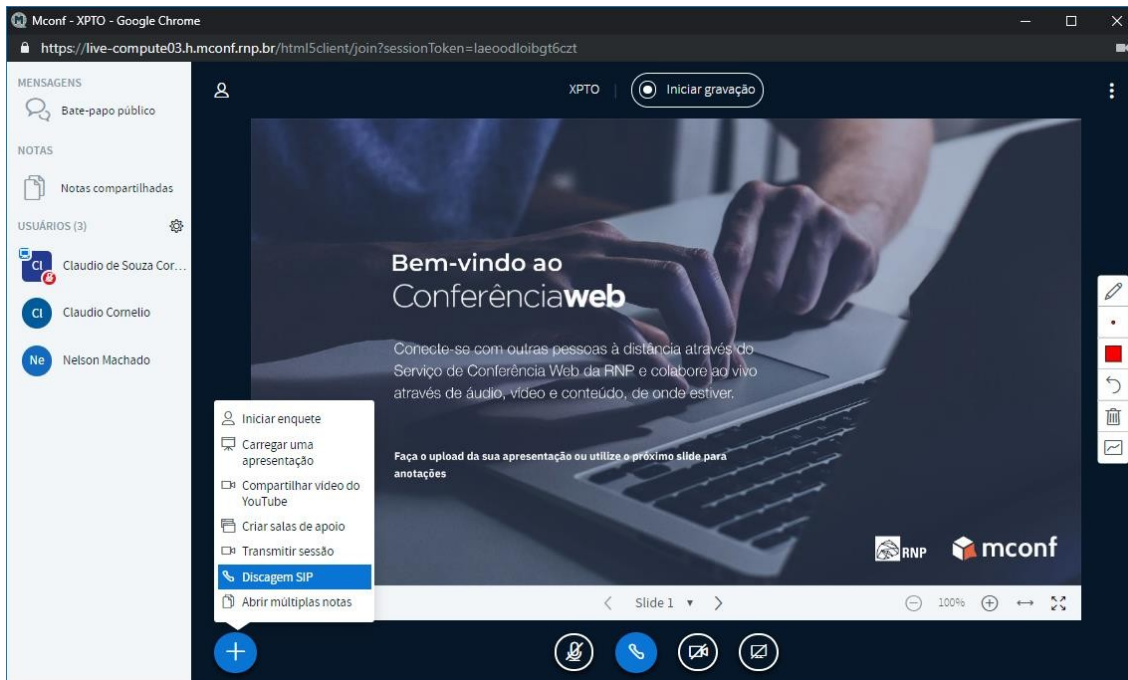 Mconf - XPTO - Google Chrome
https://live-compute03.h.mconf.rnp.br/html5client/join?sessionToken=laeoodloibgt6czt
MENSAGENS
Bate-papo público
NOTAS
Notas compartilhadas
USUÁRIOS (3)
CI
Claudio de Souza Cor...
CI
Claudio Cornelio
Ne
Nelson Machado
XPTO
Iniciar gravação
Bem-vindo ao
Conferênciaweb
Conecte-se com outras pessoas à distância através do
Serviço de Conferência Web da RNP e colabore ao vivo
através de áudio, vídeo e conteúdo, de onde estiver.
Faça o upload da sua apresentação ou utilize o próximo slide para
anotações
RNP
mconf
Iniciar enquete
Carregar uma
apresentação
Compartilhar vídeo do
YouTube
Criar salas de apoio
Transmitir sessão
Discagem SIP
Abrir múltiplas notas
Slide 1
100%